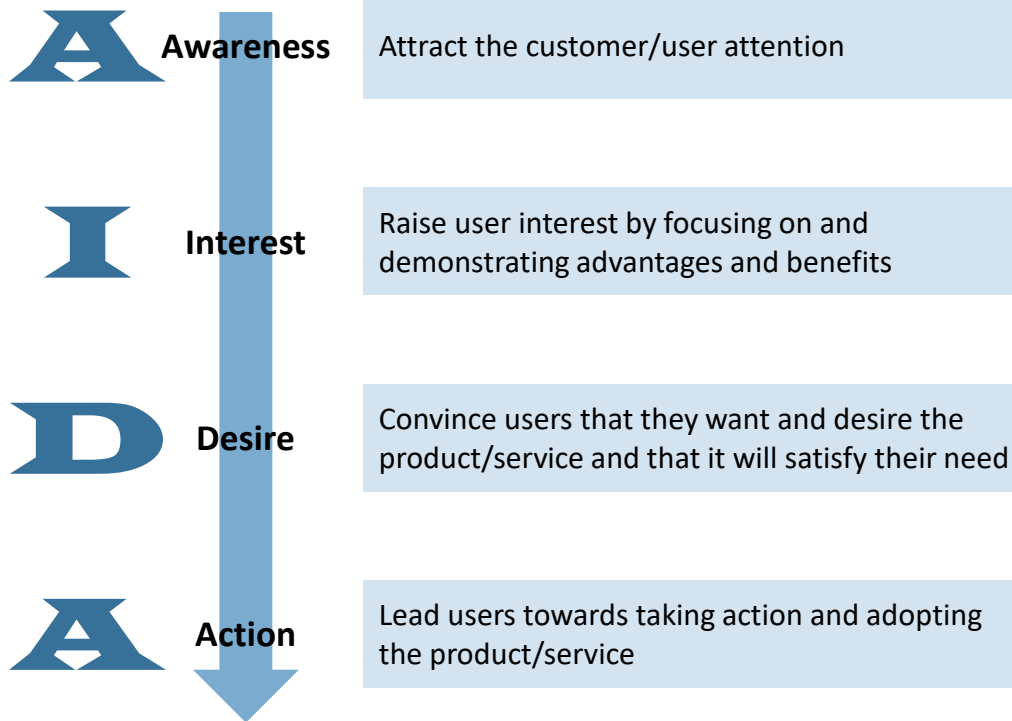 A
Awareness
Attract the customer/user attention
I
Interest
Raise user interest by focusing on and
demonstrating advantages and benefits
D
Desire
Convince users that they want and desire the
product/service and that it will satisfy their need
A
Action
Lead users towards taking action and adopting
the product/service